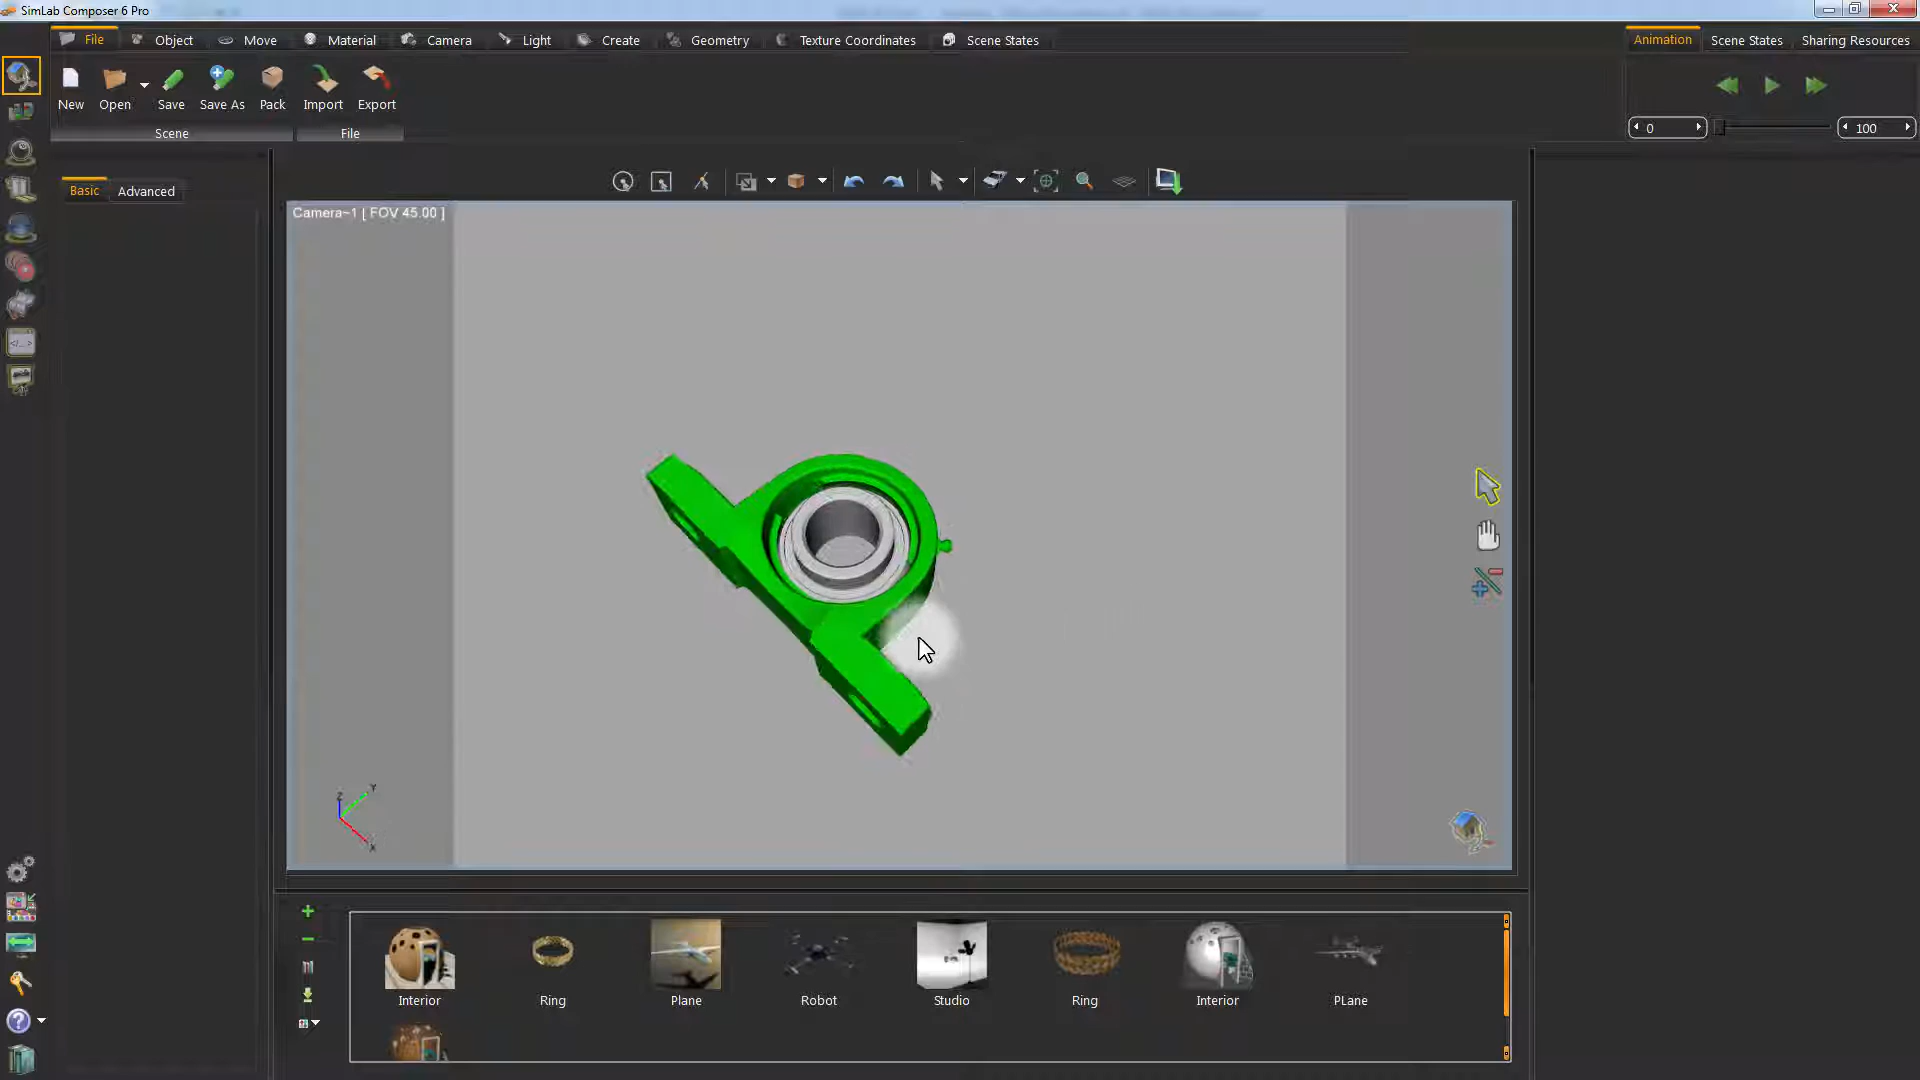 SimLab Composer 6 Pro
File Object Move Material Camera Light Create Geometry Texture Coordinates Scene States
Animation Scene States Sharing Resources
New Open Save Save As Pack Import Export
Scene File
0 100
Basic Advanced
Camera~1 [ FOV 45.00 ]
Z Y
X
Interior Ring Plane Robot Studio Ring Interior PLane